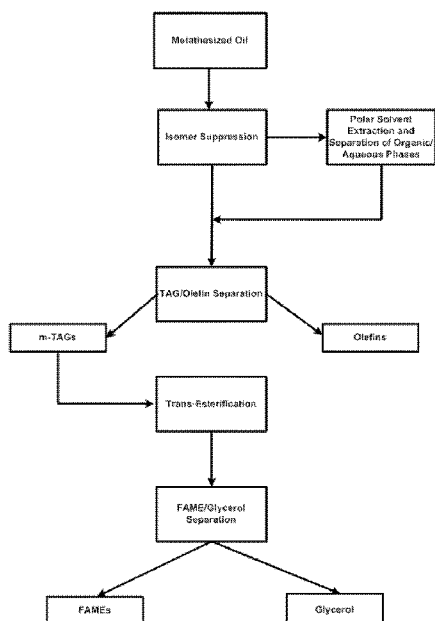 Metathesized Oil
Isomer Suppression
Polar Solvent
Extraction and
Separation of Organic/
Aqueous Phases
TAG/Olefin Separation
m-TAGs
Olefins
Trans-Esterification
FAME/Glycerol
Separation
FAMEs
Glycerol